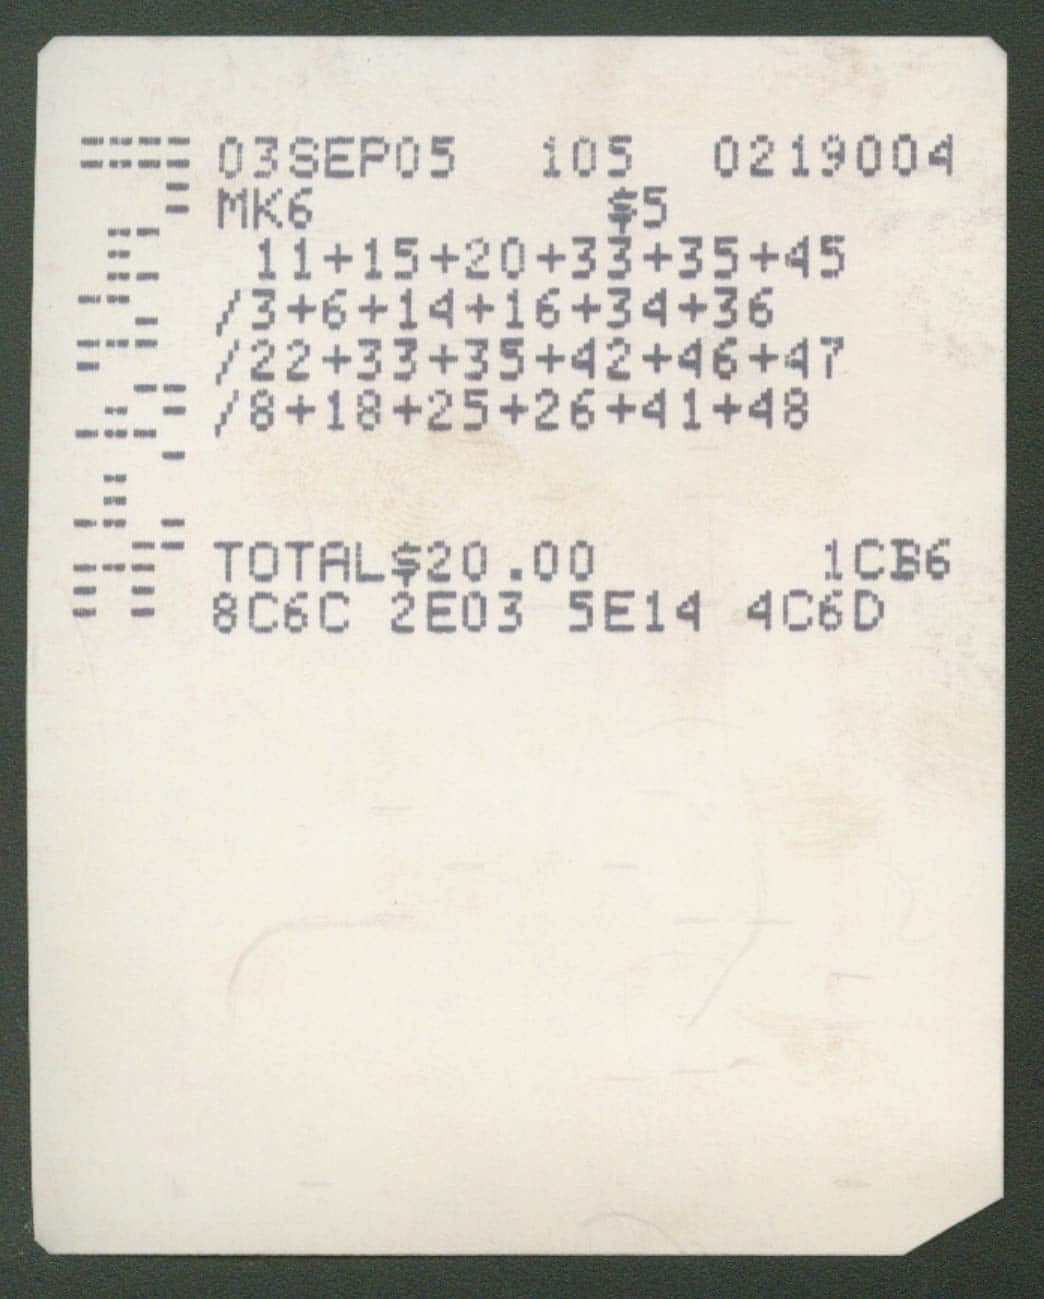 03SEP05 105 0219004
MK6 $5
11+15+20+33+35+45
/3+6+14+16+34+36
/22+33+35+42+46+47
/8+18+25+26+41+48
TOTAL$20.00 1CB6
8C6C 2E03 5E14 4C6D